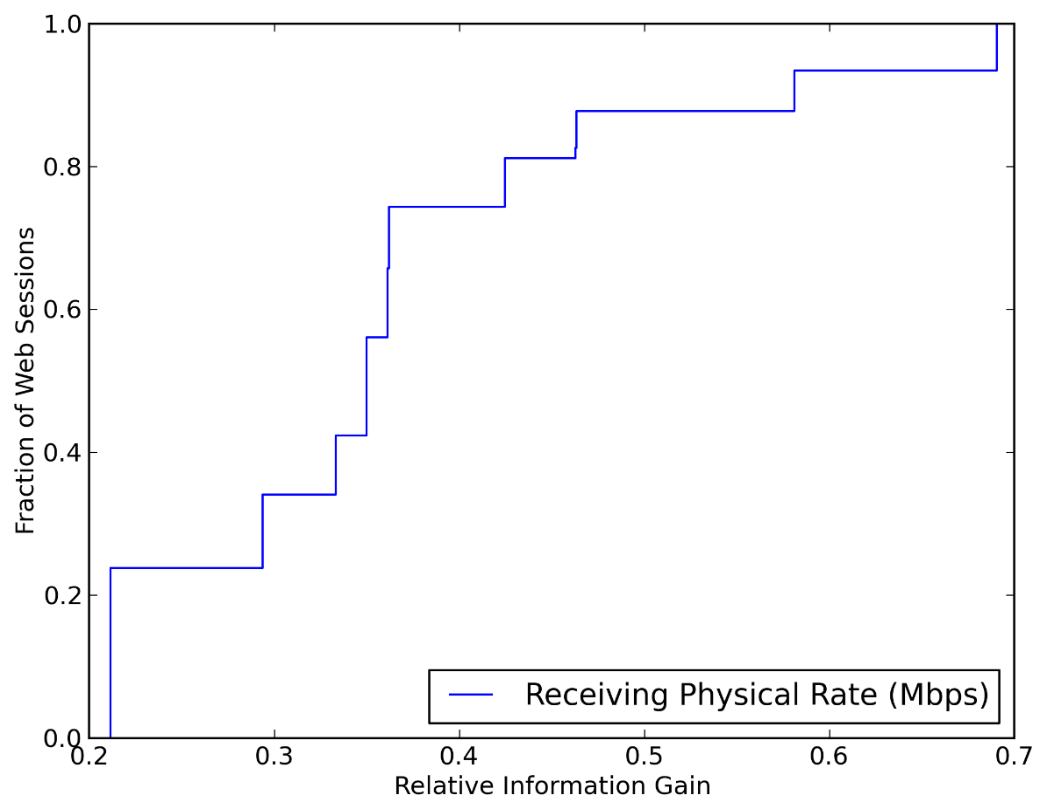 1.0
0.8
0.6
0.4
0.2
0.0
Fraction of Web Sessions
Receiving Physical Rate (Mbps)
0.2 0.3 0.4 0.5 0.6 0.7
Relative Information Gain